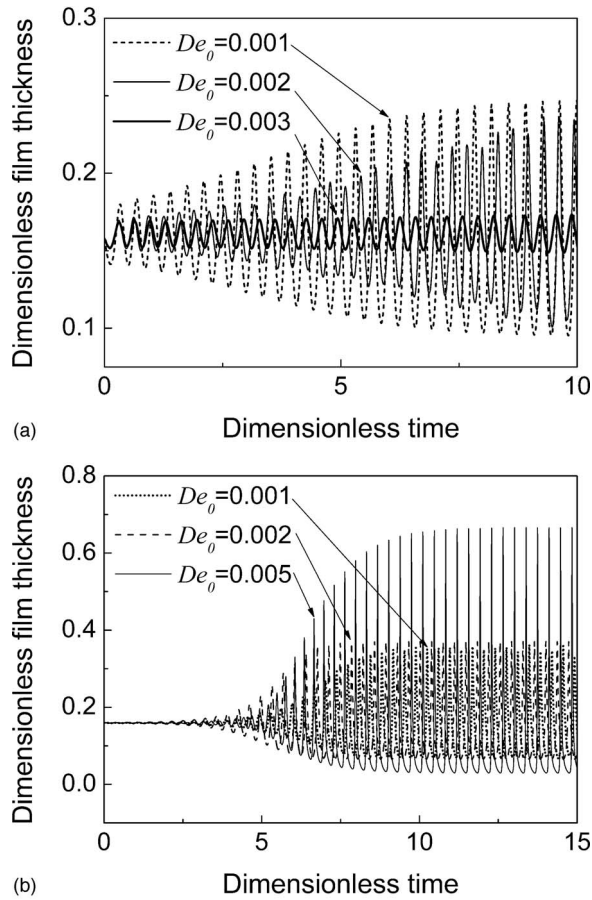 0.3
De₀=0.001
De₀=0.002
De₀=0.003
0.2
0.1
Dimensionless film thickness
0
5
10
(a)
Dimensionless time
0.8
De₀=0.001
De₀=0.002
De₀=0.005
0.6
0.4
0.2
0.0
Dimensionless film thickness
0
5
10
15
(b)
Dimensionless time